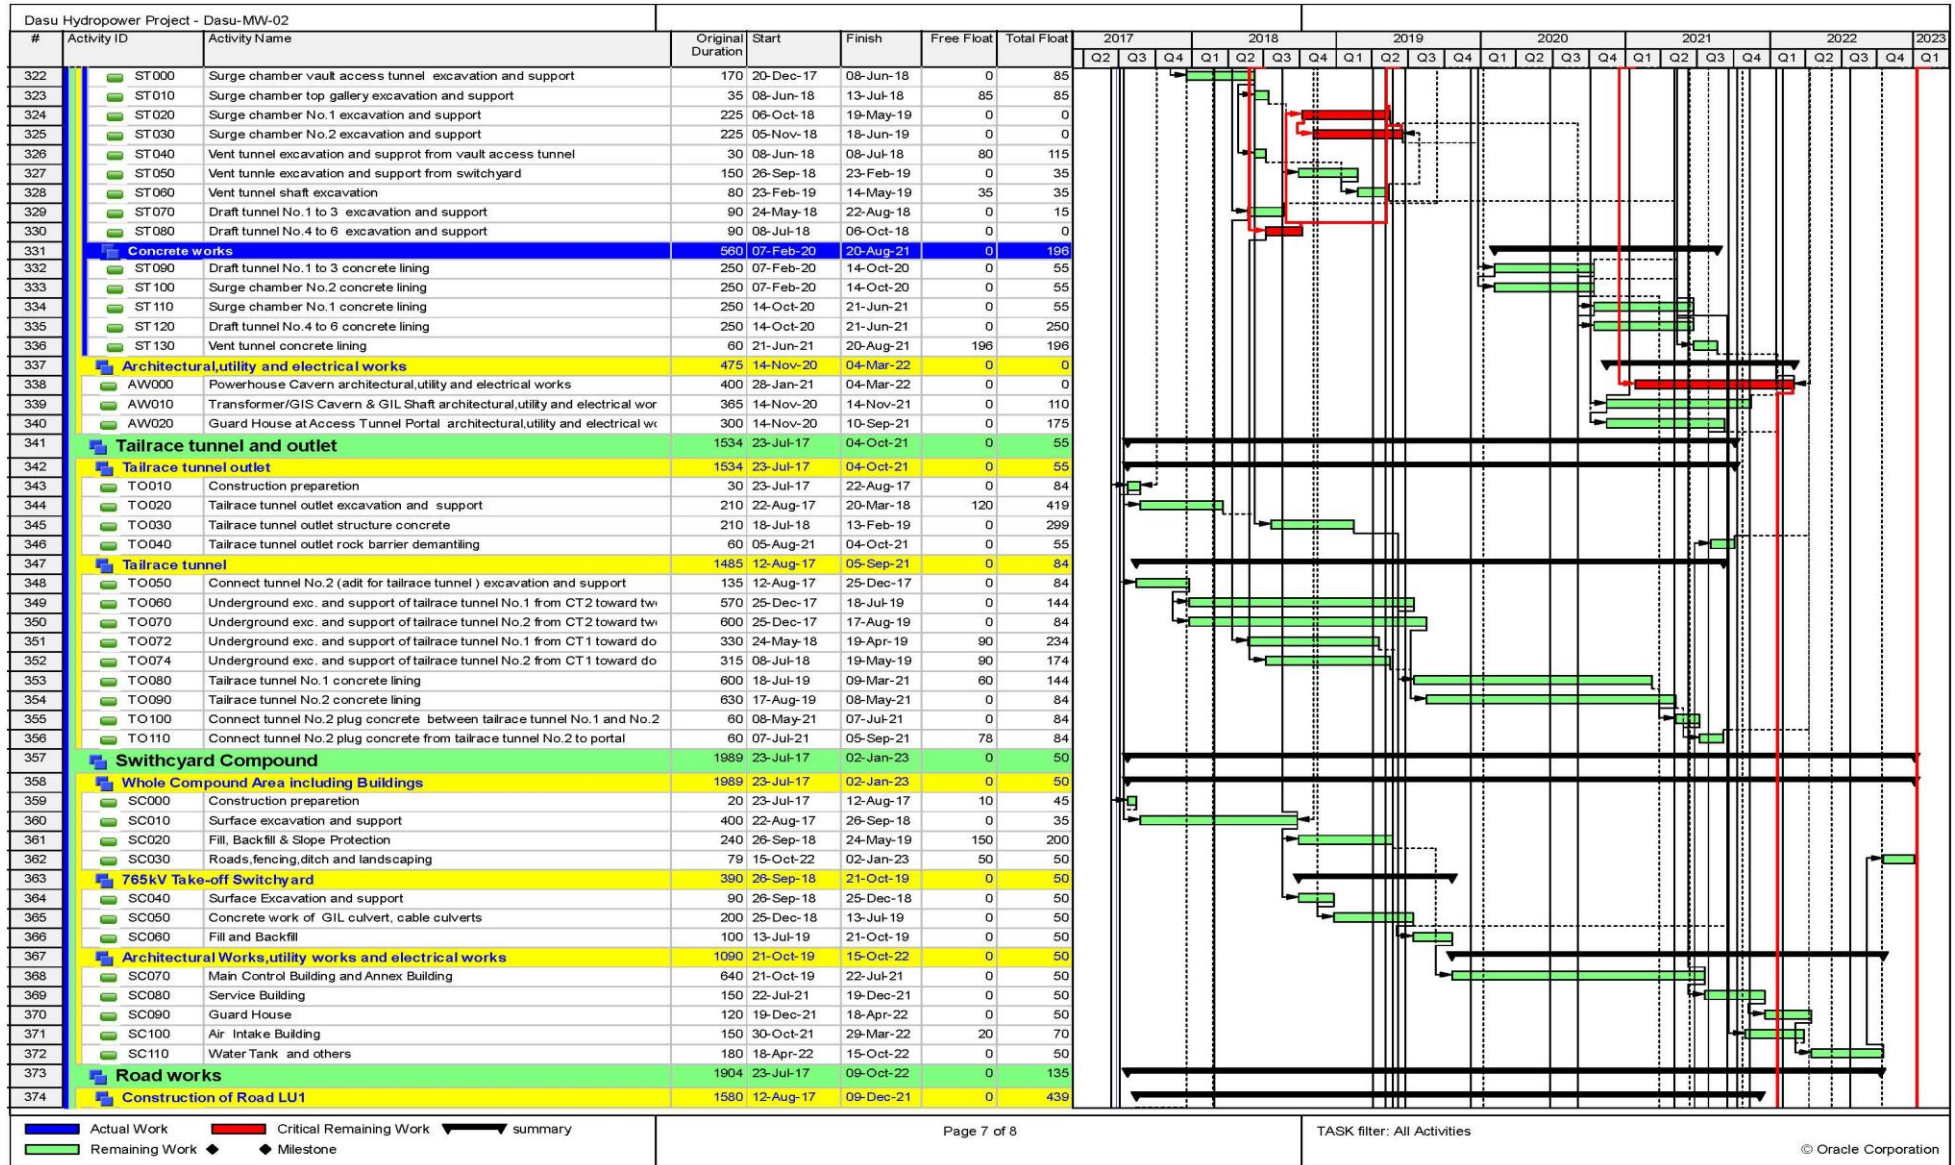 Dasu Hydropower Project - Dasu-MW-02
# Activity ID Activity Name Original Duration Start Finish Free Float Total Float
2017 2018 2019 2020 2021 2022 2023
Q2 Q3 Q4 Q1 Q2 Q3 Q4 Q1 Q2 Q3 Q4 Q1 Q2 Q3 Q4 Q1 Q2 Q3 Q4 Q1 Q2 Q3 Q4 Q1
322 ST000 Surge chamber vault access tunnel excavation and support 170 20-Dec-17 08-Jun-18 0 85
323 ST010 Surge chamber top gallery excavation and support 35 08-Jun-18 13-Jul-18 85 85
324 ST020 Surge chamber No.1 excavation and support 225 06-Oct-18 19-May-19 0 0
325 ST030 Surge chamber No.2 excavation and support 225 05-Nov-18 18-Jun-19 0 0
326 ST040 Vent tunnel excavation and supprot from vault access tunnel 30 08-Jun-18 08-Jul-18 80 115
327 ST050 Vent tunnle excavation and support from switchyard 150 26-Sep-18 23-Feb-19 0 35
328 ST060 Vent tunnel shaft excavation 80 23-Feb-19 14-May-19 35 35
329 ST070 Draft tunnel No.1 to 3 excavation and support 90 24-May-18 22-Aug-18 0 15
330 ST080 Draft tunnel No.4 to 6 excavation and support 90 08-Jul-18 06-Oct-18 0 0
331 Concrete works 560 07-Feb-20 20-Aug-21 0 196
332 ST090 Draft tunnel No.1 to 3 concrete lining 250 07-Feb-20 14-Oct-20 0 55
333 ST100 Surge chamber No.2 concrete lining 250 07-Feb-20 14-Oct-20 0 55
334 ST110 Surge chamber No.1 concrete lining 250 14-Oct-20 21-Jun-21 0 55
335 ST120 Draft tunnel No.4 to 6 concrete lining 250 14-Oct-20 21-Jun-21 0 250
336 ST130 Vent tunnel concrete lining 60 21-Jun-21 20-Aug-21 196 196
337 Architectural,utility and electrical works 475 14-Nov-20 04-Mar-22 0 0
338 AW000 Powerhouse Cavern architectural,utility and electrical works 400 28-Jan-21 04-Mar-22 0 0
339 AW010 Transformer/GIS Cavern & GIL Shaft architectural,utility and electrical wor 365 14-Nov-20 14-Nov-21 0 110
340 AW020 Guard House at Access Tunnel Portal architectural,utility and electrical wo 300 14-Nov-20 10-Sep-21 0 175
341 Tailrace tunnel and outlet 1534 23-Jul-17 04-Oct-21 0 55
342 Tailrace tunnel outlet 1534 23-Jul-17 04-Oct-21 0 55
343 TO010 Construction preparetion 30 23-Jul-17 22-Aug-17 0 84
344 TO020 Tailrace tunnel outlet excavation and support 210 22-Aug-17 20-Mar-18 120 419
345 TO030 Tailrace tunnel outlet structure concrete 210 18-Jul-18 13-Feb-19 0 299
346 TO040 Tailrace tunnel outlet rock barrier demantiling 60 05-Aug-21 04-Oct-21 0 55
347 Tailrace tunnel 1485 12-Aug-17 05-Sep-21 0 84
348 TO050 Connect tunnel No.2 (adit for tailrace tunnel ) excavation and support 135 12-Aug-17 25-Dec-17 0 84
349 TO060 Underground exc. and support of tailrace tunnel No.1 from CT2 toward tw 570 25-Dec-17 18-Jul-19 0 144
350 TO070 Underground exc. and support of tailrace tunnel No.2 from CT2 toward tw 600 25-Dec-17 17-Aug-19 0 84
351 TO072 Underground exc. and support of tailrace tunnel No.1 from CT1 toward do 330 24-May-18 19-Apr-19 90 234
352 TO074 Underground exc. and support of tailrace tunnel No.2 from CT1 toward do 315 08-Jul-18 19-May-19 90 174
353 TO080 Tailrace tunnel No.1 concrete lining 600 18-Jul-19 09-Mar-21 60 144
354 TO090 Tailrace tunnel No.2 concrete lining 630 17-Aug-19 08-May-21 0 84
355 TO100 Connect tunnel No.2 plug concrete between tailrace tunnel No.1 and No.2 60 08-May-21 07-Jul-21 0 84
356 TO110 Connect tunnel No.2 plug concrete from tailrace tunnel No.2 to portal 60 07-Jul-21 05-Sep-21 78 84
357 Swithcyard Compound 1989 23-Jul-17 02-Jan-23 0 50
358 Whole Compound Area including Buildings 1989 23-Jul-17 02-Jan-23 0 50
359 SC000 Construction preparetion 20 23-Jul-17 12-Aug-17 10 45
360 SC010 Surface excavation and support 400 22-Aug-17 26-Sep-18 0 35
361 SC020 Fill, Backfill & Slope Protection 240 26-Sep-18 24-May-19 150 200
362 SC030 Roads,fencing,ditch and landscaping 79 15-Oct-22 02-Jan-23 50 50
363 765kV Take-off Switchyard 390 26-Sep-18 21-Oct-19 0 50
364 SC040 Surface Excavation and support 90 26-Sep-18 25-Dec-18 0 50
365 SC050 Concrete work of GIL culvert, cable culverts 200 25-Dec-18 13-Jul-19 0 50
366 SC060 Fill and Backfill 100 13-Jul-19 21-Oct-19 0 50
367 Architectural Works,utility works and electrical works 1090 21-Oct-19 15-Oct-22 0 50
368 SC070 Main Control Building and Annex Building 640 21-Oct-19 22-Jul-21 0 50
369 SC080 Service Building 150 22-Jul-21 19-Dec-21 0 50
370 SC090 Guard House 120 19-Dec-21 18-Apr-22 0 50
371 SC100 Air Intake Building 150 30-Oct-21 29-Mar-22 20 70
372 SC110 Water Tank and others 180 18-Apr-22 15-Oct-22 0 50
373 Road works 1904 23-Jul-17 09-Oct-22 0 135
374 Construction of Road LU1 1580 12-Aug-17 09-Dec-21 0 439
Actual Work Critical Remaining Work summary Page 7 of 8 TASK filter: All Activities
Remaining Work Milestone © Oracle Corporation